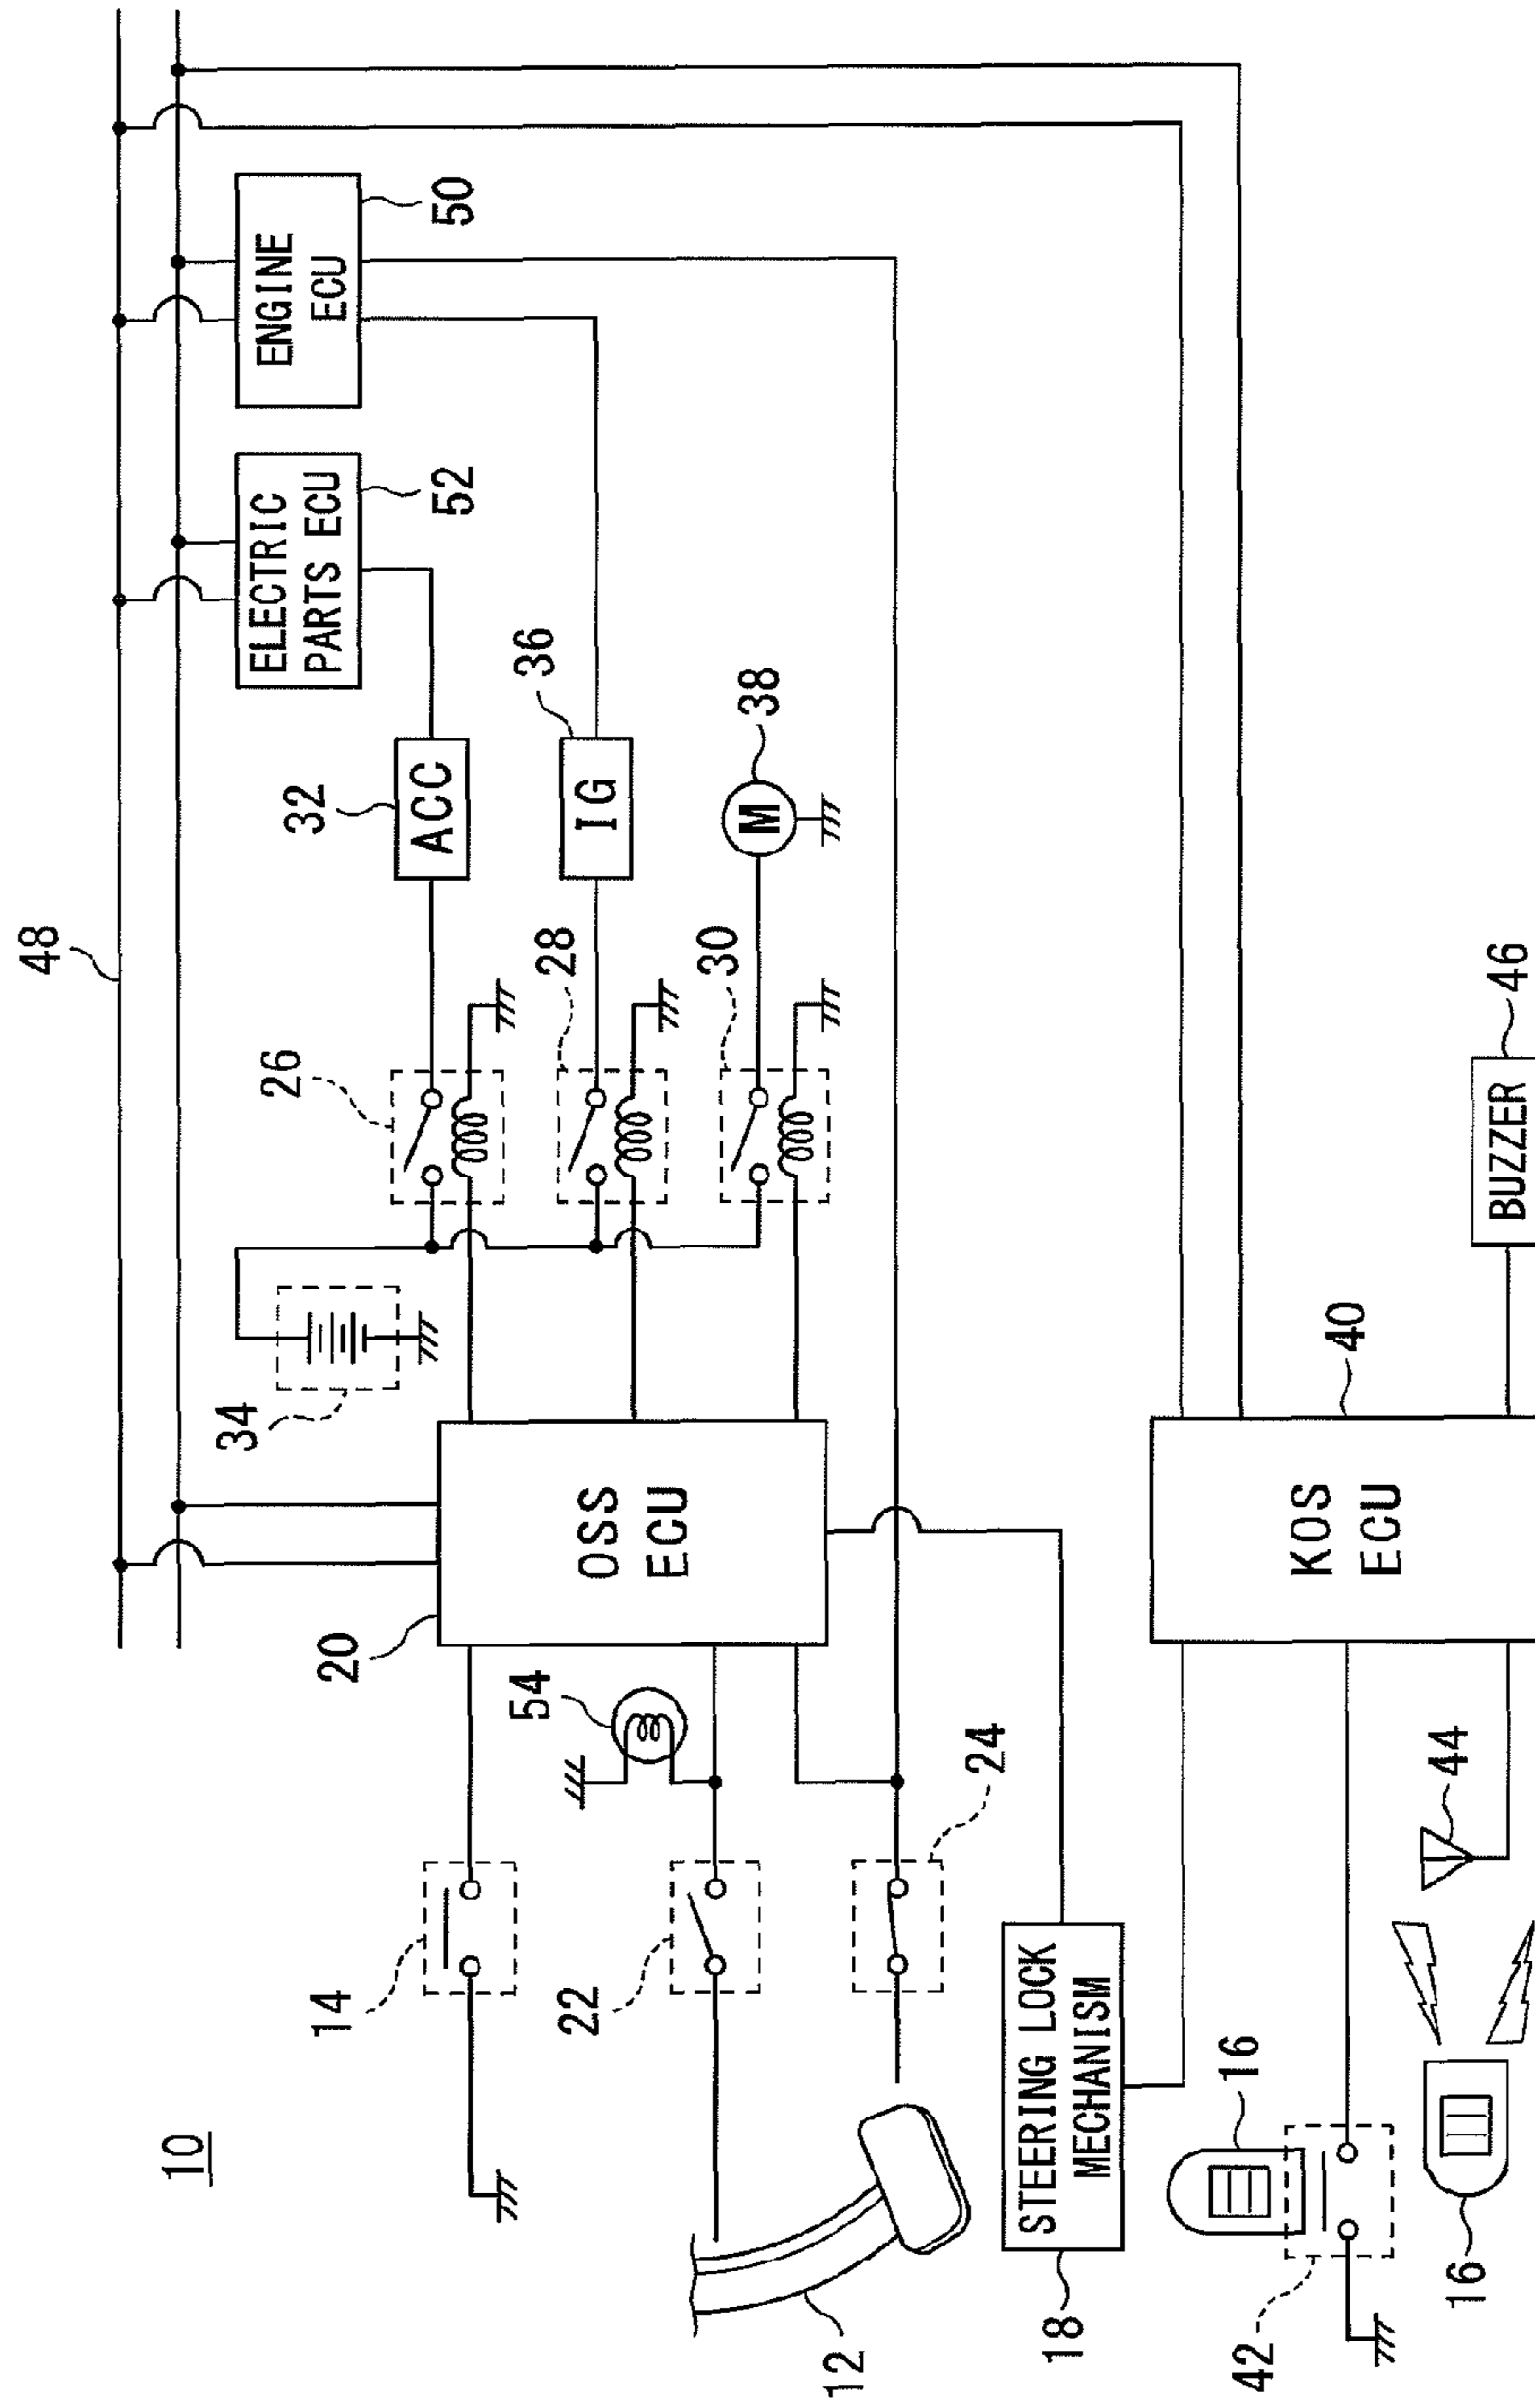 10
48
50
ENGINE
ECU
52
ELECTRIC
PARTS ECU
32
ACC
36
IG
38
M
26
28
30
34
20
OSS
ECU
54
14
22
24
12
STEERING LOCK
MECHANISM
18
40
KOS
ECU
BUZZER
46
44
16
42
16